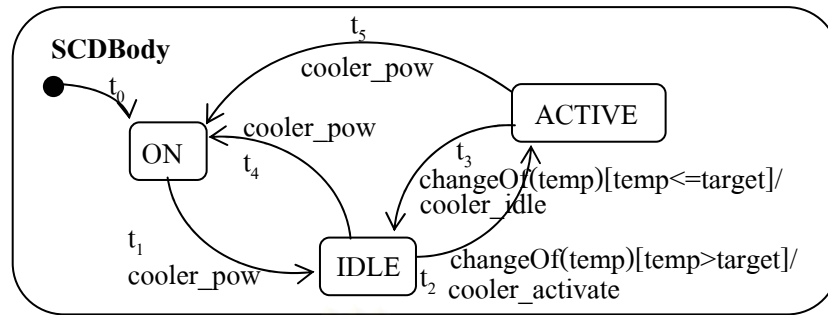 SCDBody
t0
t5
cooler_pow
ACTIVE
ON
cooler_pow
t4
t3
changeOf(temp)[temp<=target]/
cooler_idle
t1
cooler_pow
IDLE
t2
changeOf(temp)[temp>target]/
cooler_activate